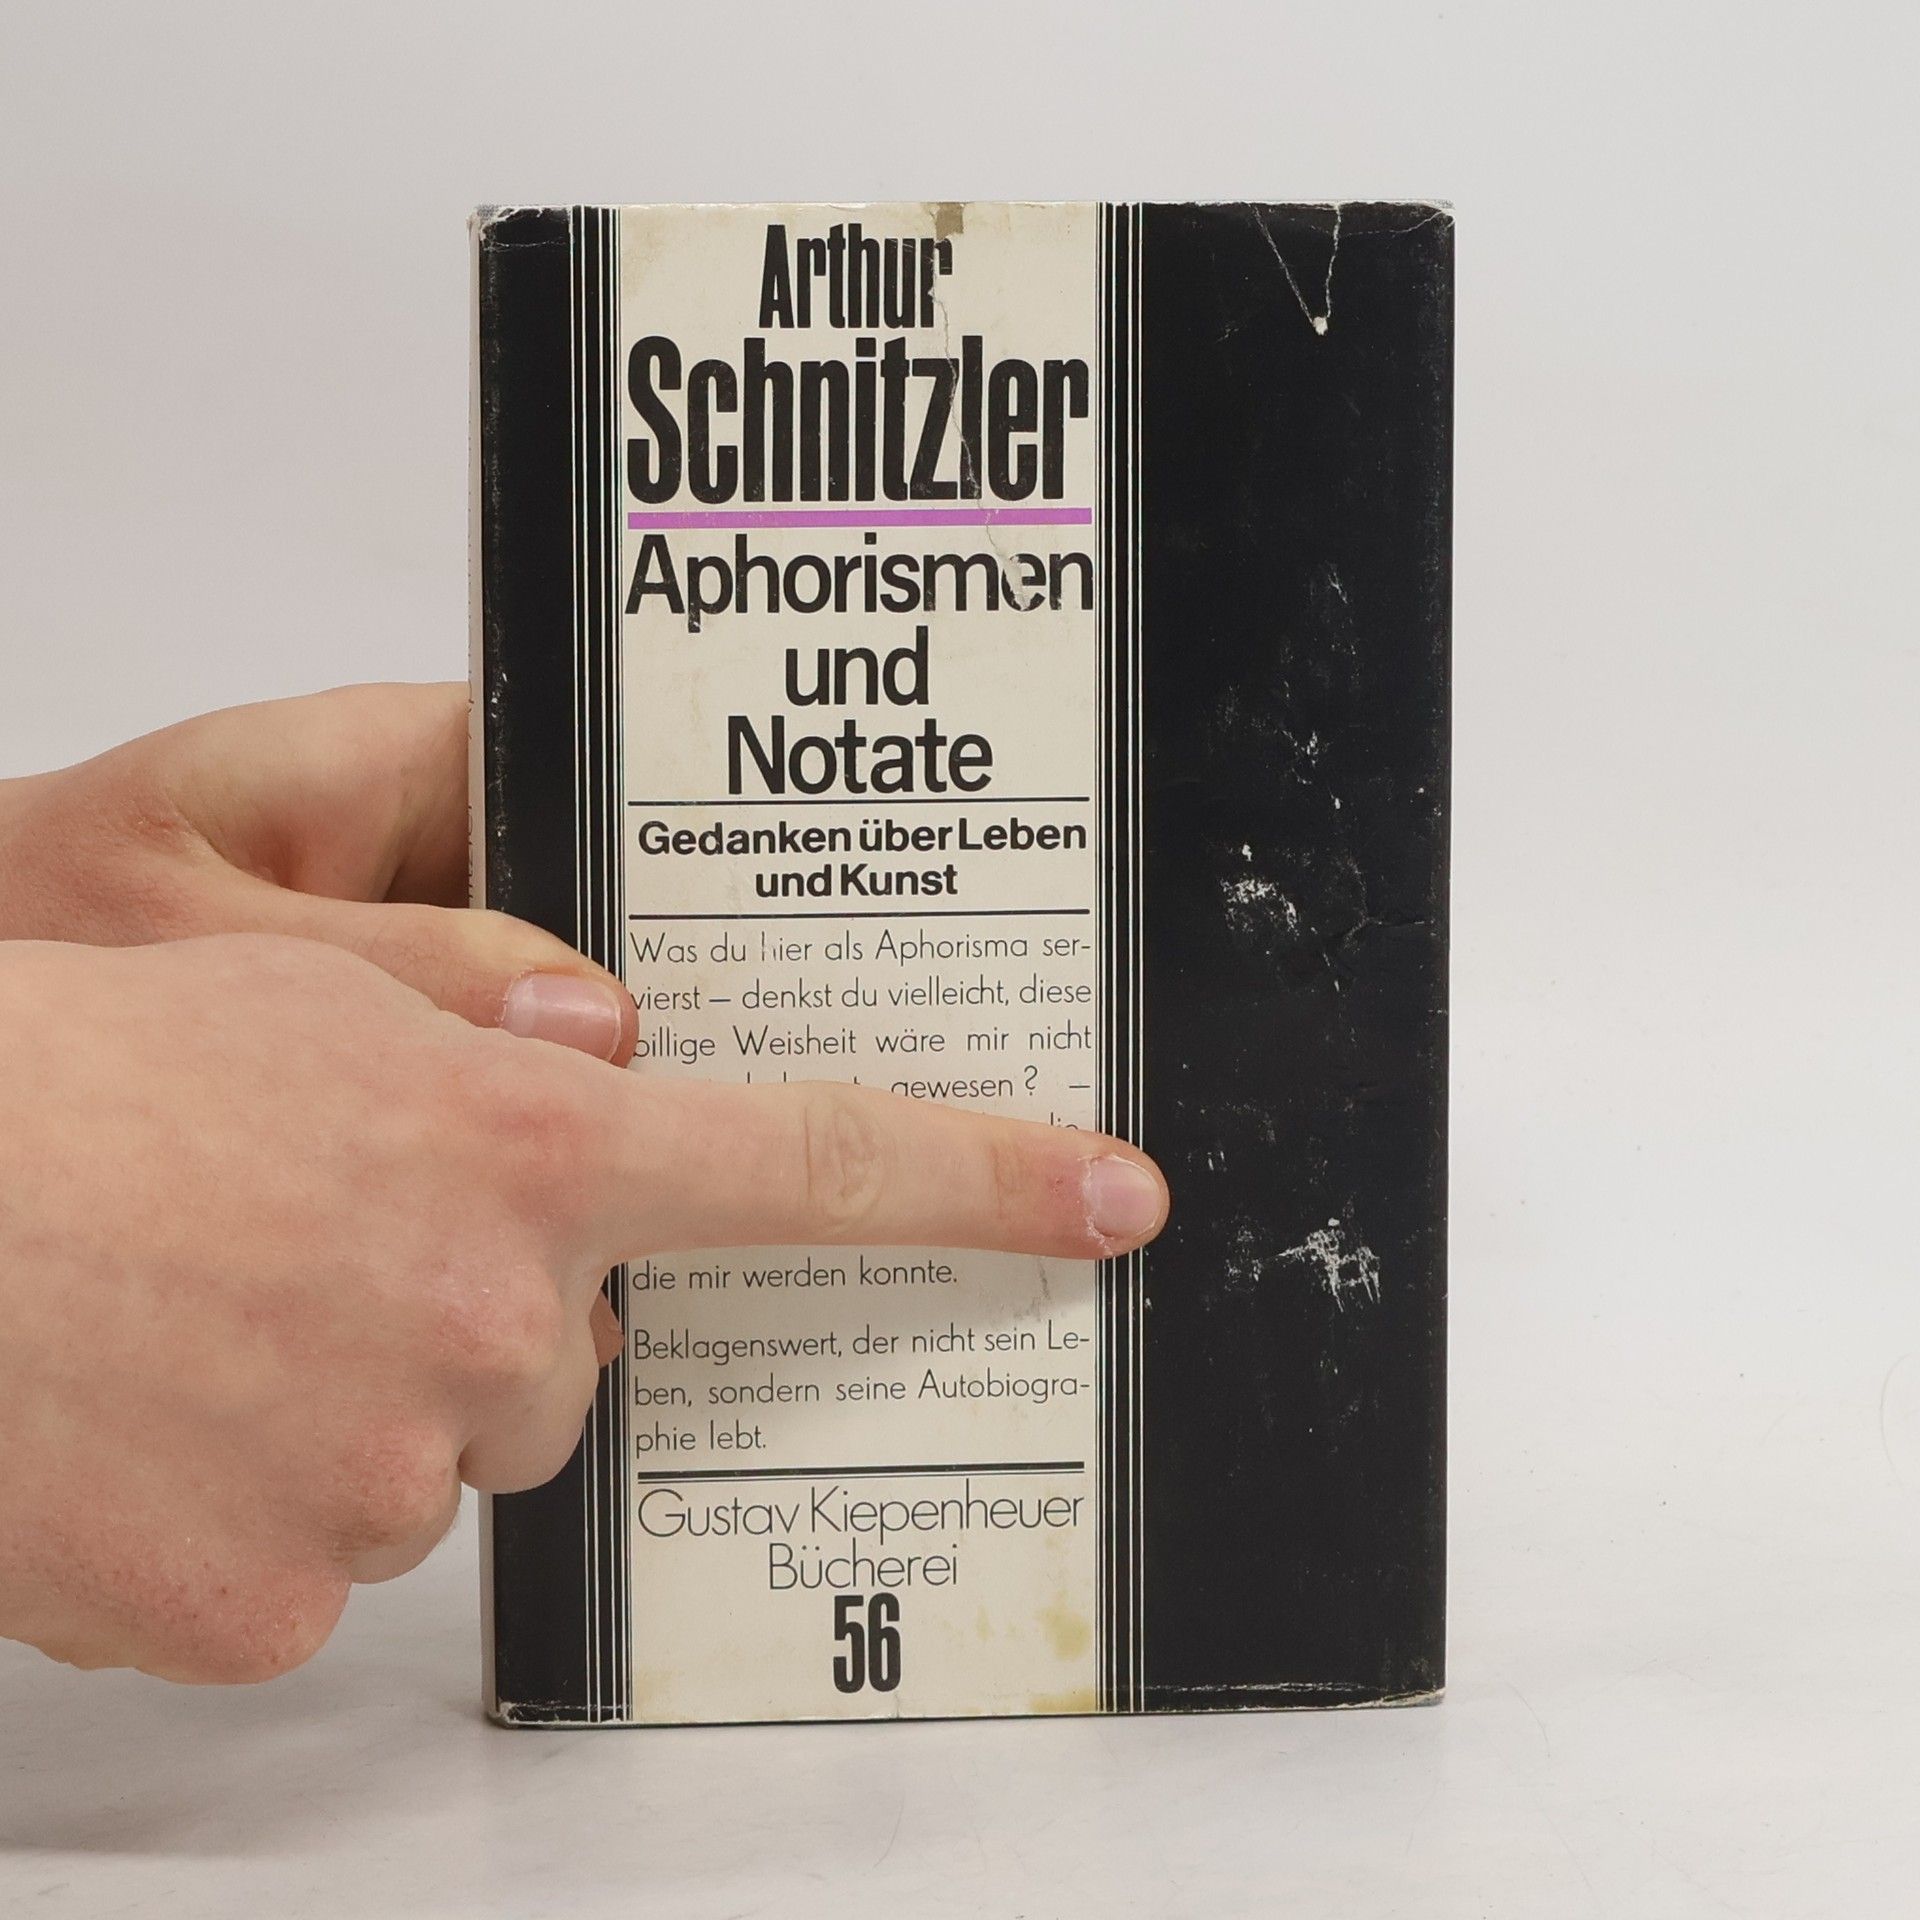 Arthur
Schnitzler
Aphorismen
und
Notate
Gedanken über Leben
und Kunst
Was du hier als Aphorisma ser-
vierst – denkst du vielleicht, diese
billige Weisheit wäre mir nicht
gewesen? –
die mir werden konnte.
Beklagenswert, der nicht sein Le-
ben, sondern seine Autobiogra-
phie lebt.
Gustav Kiepenheuer
Bücherei
56